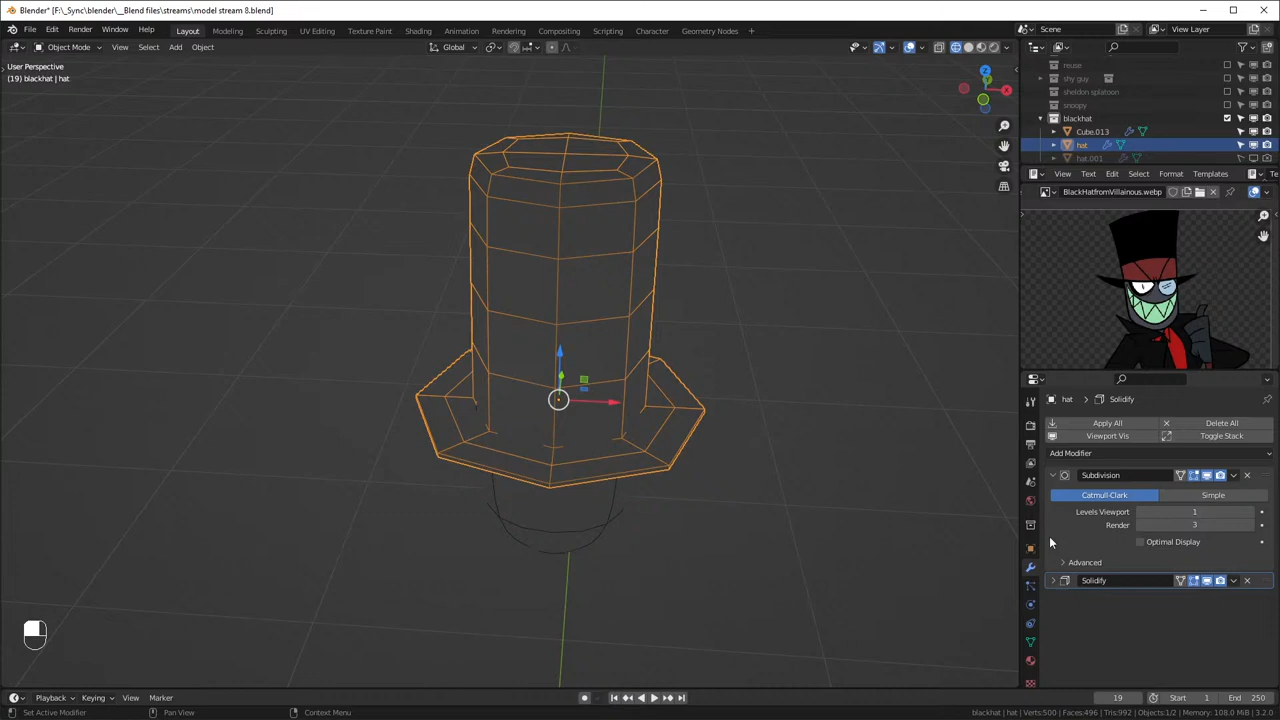 Blender* [F:\_Sync\blender\__Blend files\streams\model stream 8.blend]
File Edit Render Window Help Layout Modeling Sculpting UV Editing Texture Paint Shading Animation Rendering Compositing Scripting Character Geometry Nodes + Scene View Layer
Object Mode View Select Add Object Global
User Perspective
(19) blackhat | hat
Z
Y
X
reuse
shy guy
sheldon splatoon
snoopy
blackhat
Cube.013
hat
hat.001
View Text Edit Select Format Templates Te
View BlackHatfromVillainous.webp
hat > Solidify
Apply All Delete All
Viewport Vis Toggle Stack
Add Modifier
Subdivision
Catmull-Clark Simple
Levels Viewport 1
Render 3
Optimal Display
Advanced
Solidify
Playback Keying View Marker 19 Start 1 End 250
Set Active Modifier Pan View Context Menu blackhat | hat | Verts:500 | Faces:496 | Tris:992 | Objects:1/2 | Memory: 108.0 MiB | 3.2.0